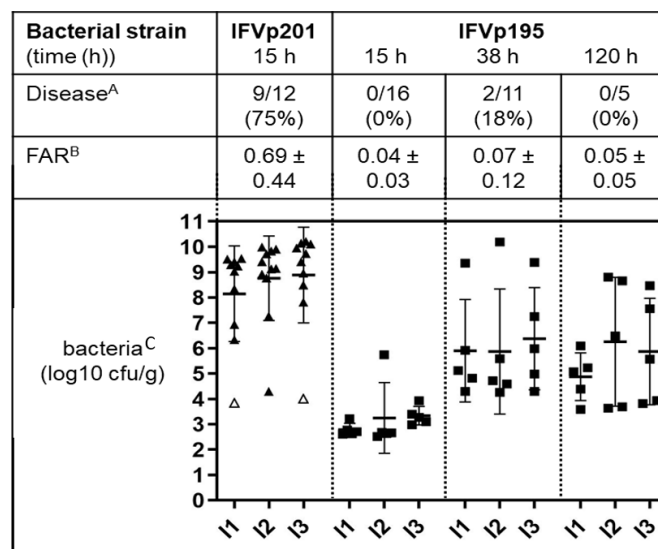 Bacterial strain IFVp201 IFVp195
(time (h)) 15 h 15 h 38 h 120 h
Disease^A 9/12 0/16 2/11 0/5
(75%) (0%) (18%) (0%)
FAR^B 0.69 ± 0.04 ± 0.07 ± 0.05 ±
0.44 0.03 0.12 0.05
11
10
9
8
7
6
bacteria^C
(log10 cfu/g)
5
4
3
2
1
0
I1 I2 I3 I1 I2 I3 I1 I2 I3 I1 I2 I3